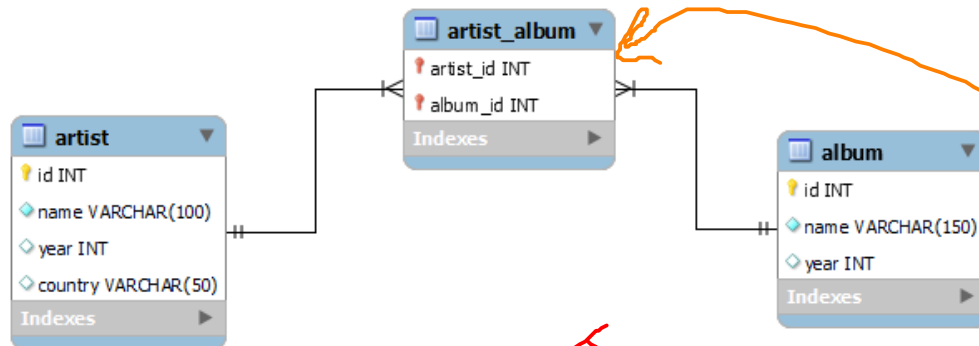 artist_album
artist_id INT
album_id INT
Indexes
artist
id INT
name VARCHAR(100)
year INT
country VARCHAR(50)
Indexes
album
id INT
name VARCHAR(150)
year INT
Indexes